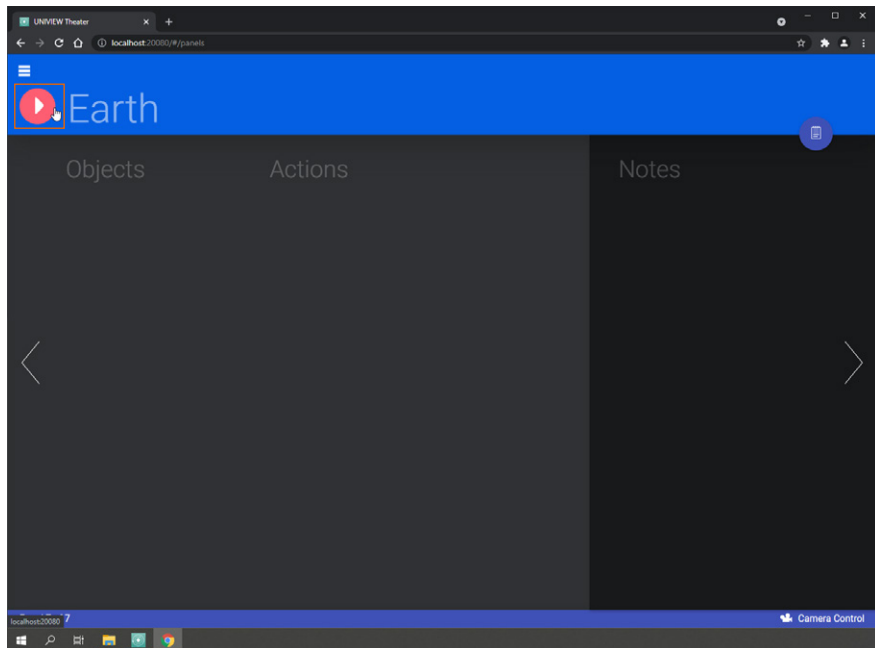 UNIVIEW Theater
localhost:20080/#/panels
Earth
Objects Actions Notes
localhost:20080 7 Camera Control